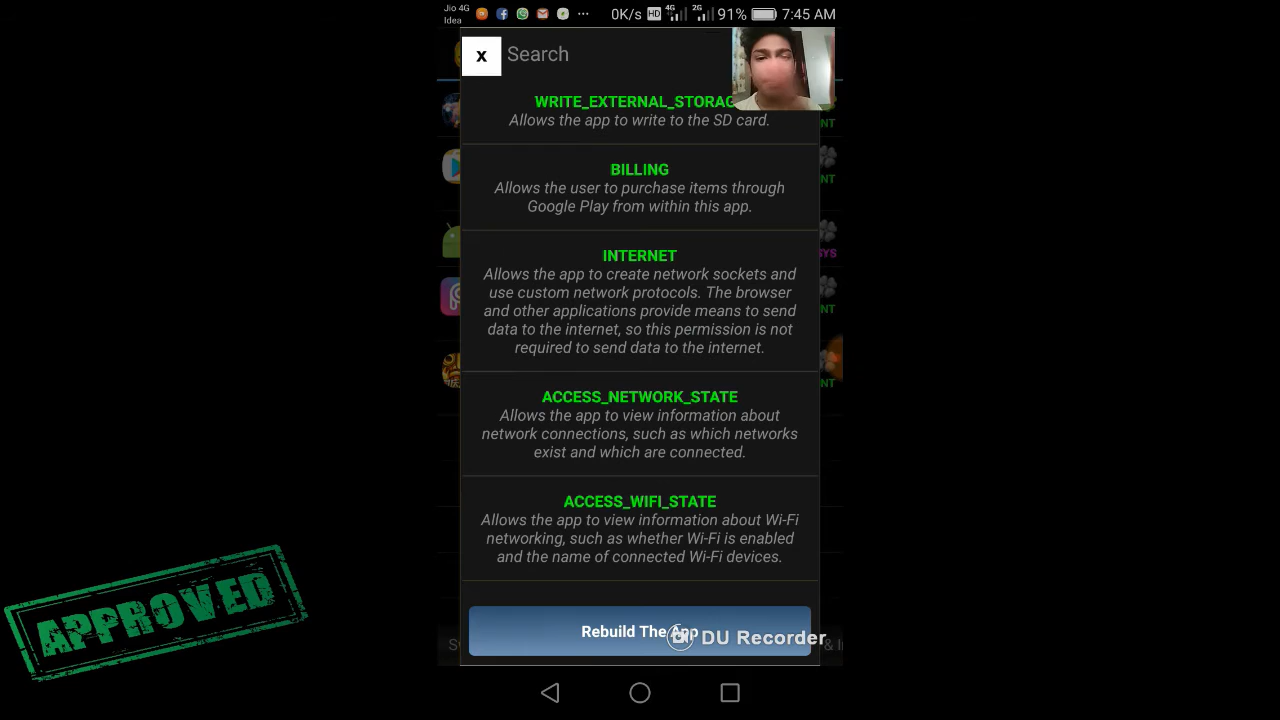 Jio 4G
Idea
0K/s HD 4G 2G 91% 7:45 AM
x Search
WRITE_EXTERNAL_STORAG
Allows the app to write to the SD card.
NT
BILLING
Allows the user to purchase items through
Google Play from within this app.
NT
INTERNET
SYS
Allows the app to create network sockets and
use custom network protocols. The browser
and other applications provide means to send
NT
data to the internet, so this permission is not
required to send data to the internet.
NT
ACCESS_NETWORK_STATE
Allows the app to view information about
network connections, such as which networks
exist and which are connected.
ACCESS_WIFI_STATE
Allows the app to view information about Wi-Fi
networking, such as whether Wi-Fi is enabled
and the name of connected Wi-Fi devices.
APPROVED
Rebuild The App
DU Recorder